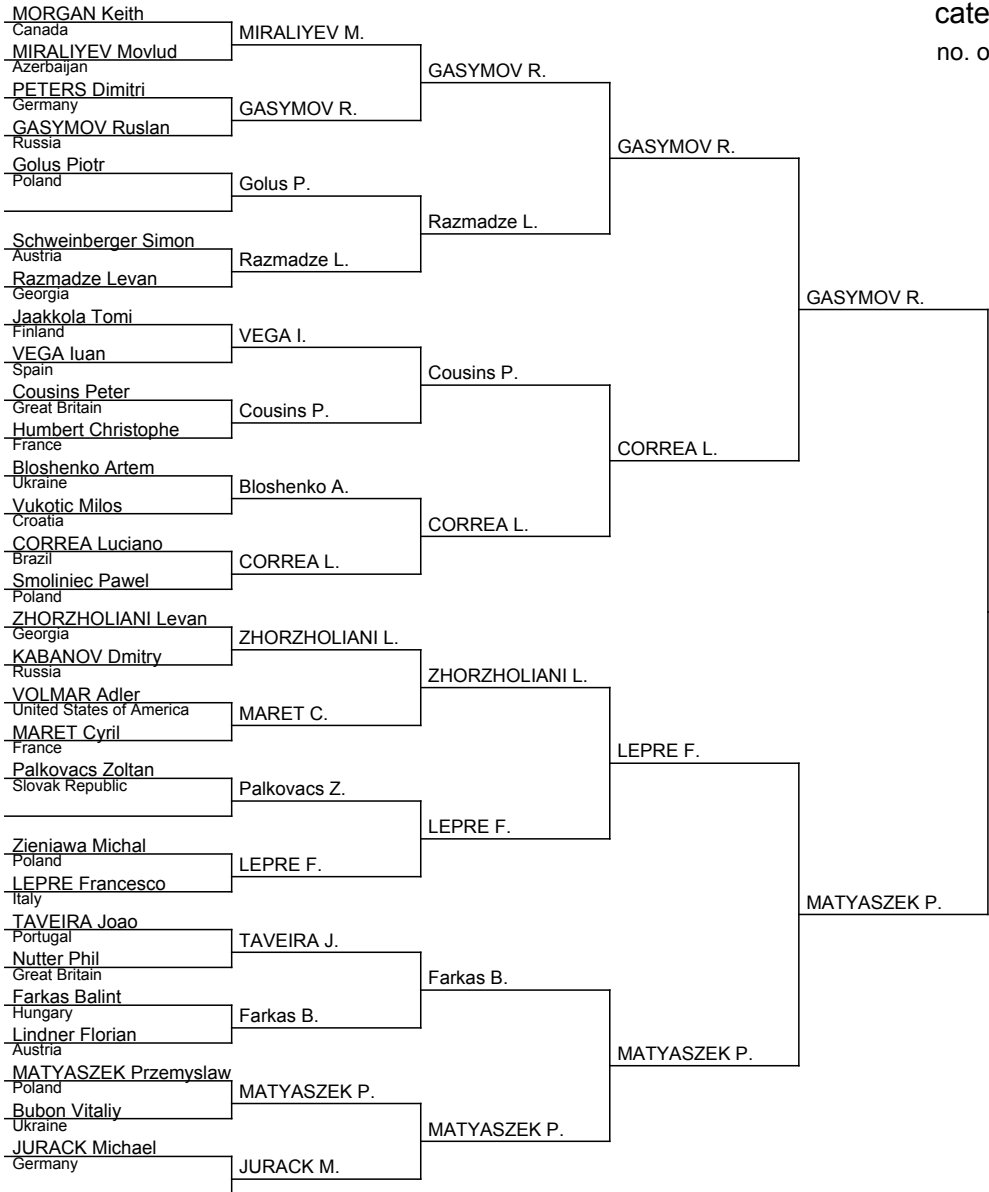 MORGAN Keith
Canada
MIRALIYEV Movlud
Azerbaijan
PETERS Dimitri
Germany
GASYMOV Ruslan
Russia
Golus Piotr
Poland
Schweinberger Simon
Austria
Razmadze Levan
Georgia
Jaakkola Tomi
Finland
VEGA Iuan
Spain
Cousins Peter
Great Britain
Humbert Christophe
France
Bloshenko Artem
Ukraine
Vukotic Milos
Croatia
CORREA Luciano
Brazil
Smoliniec Pawel
Poland
ZHORZHOLIANI Levan
Georgia
KABANOV Dmitry
Russia
VOLMAR Adler
United States of America
MARET Cyril
France
Palkovacs Zoltan
Slovak Republic
Zieniawa Michal
Poland
LEPRE Francesco
Italy
TAVEIRA Joao
Portugal
Nutter Phil
Great Britain
Farkas Balint
Hungary
Lindner Florian
Austria
MATYASZEK Przemyslaw
Poland
Bubon Vitaliy
Ukraine
JURACK Michael
Germany
MIRALIYEV M.
GASYMOV R.
Golus P.
Razmadze L.
VEGA I.
Cousins P.
Bloshenko A.
CORREA L.
ZHORZHOLIANI L.
MARET C.
Palkovacs Z.
LEPRE F.
TAVEIRA J.
Farkas B.
MATYASZEK P.
JURACK M.
GASYMOV R.
Razmadze L.
Cousins P.
CORREA L.
ZHORZHOLIANI L.
LEPRE F.
Farkas B.
MATYASZEK P.
GASYMOV R.
CORREA L.
LEPRE F.
MATYASZEK P.
GASYMOV R.
MATYASZEK P.
cate
no. o